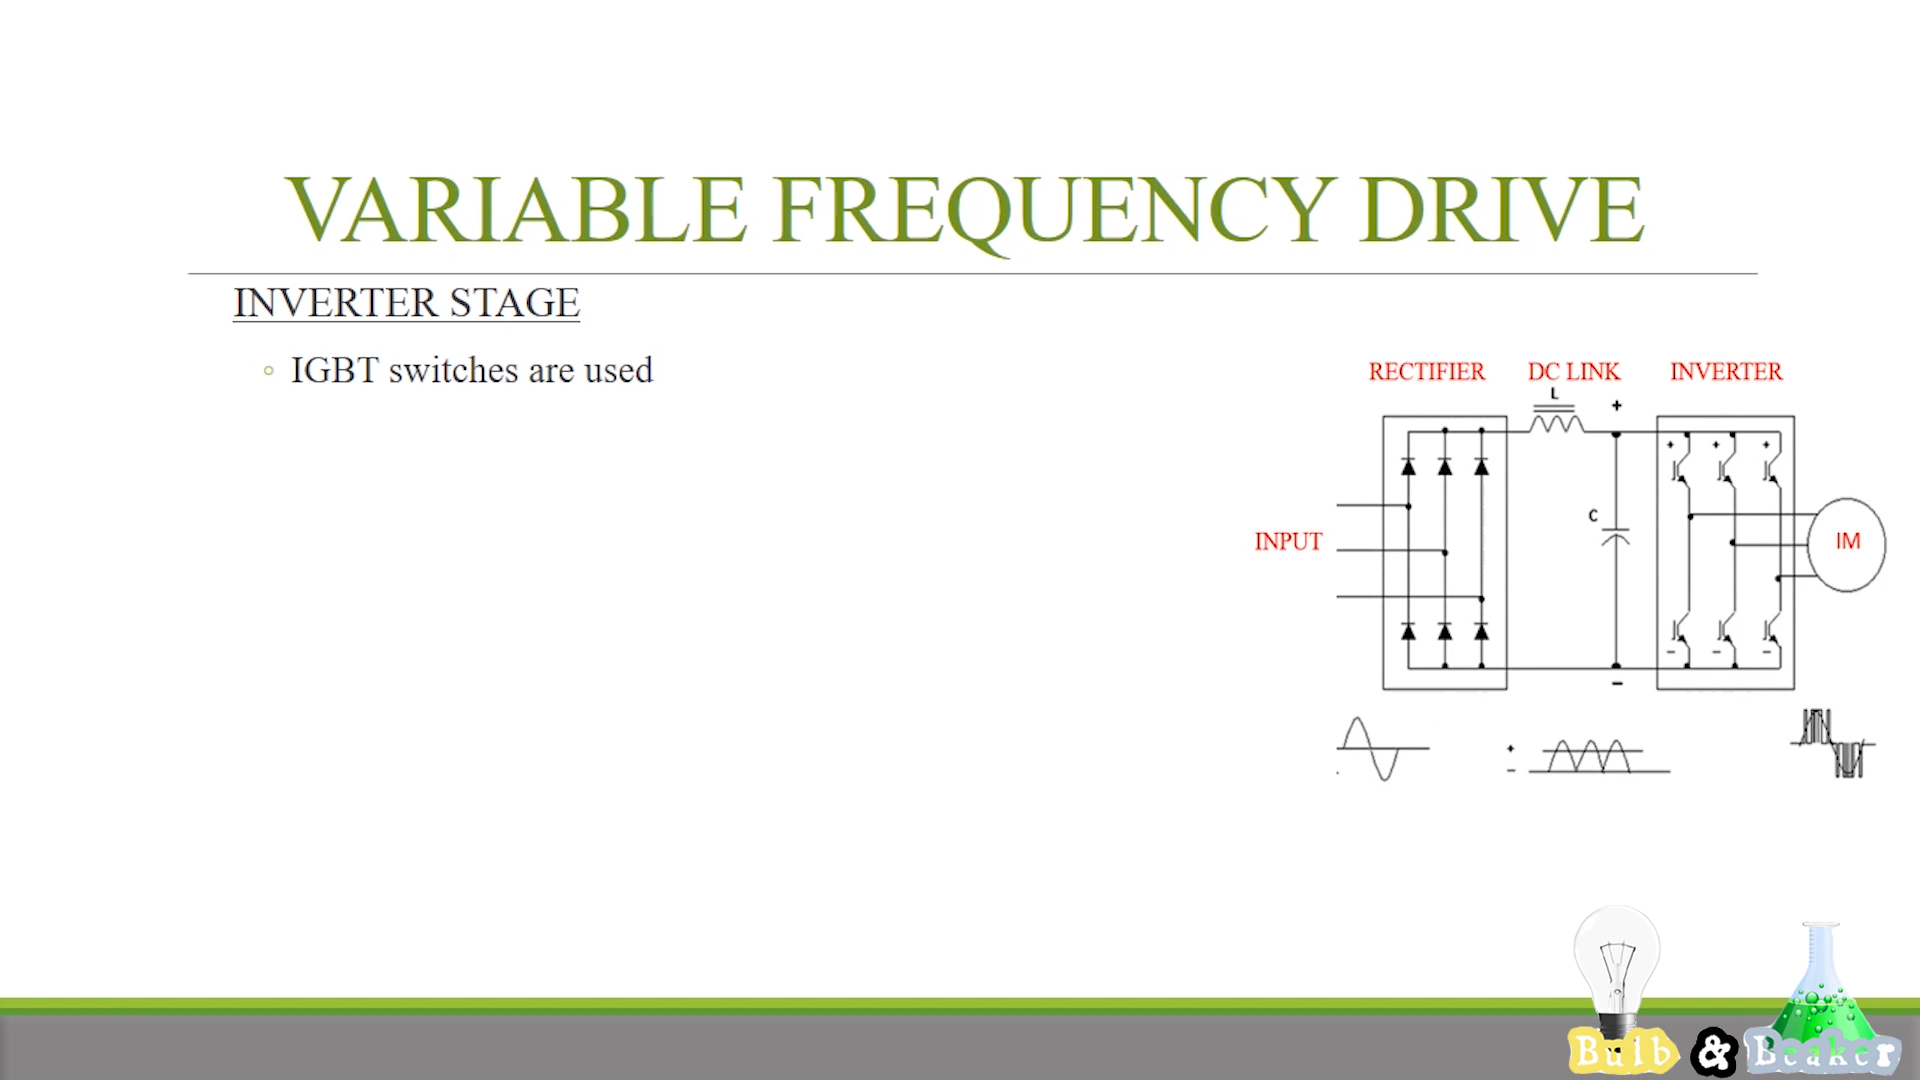 VARIABLE FREQUENCY DRIVE
INVERTER STAGE
◦ IGBT switches are used
RECTIFIER DC LINK INVERTER
L
+
+ + +
C
INPUT
IM
- - -
-
+
-
Bulb & Beaker